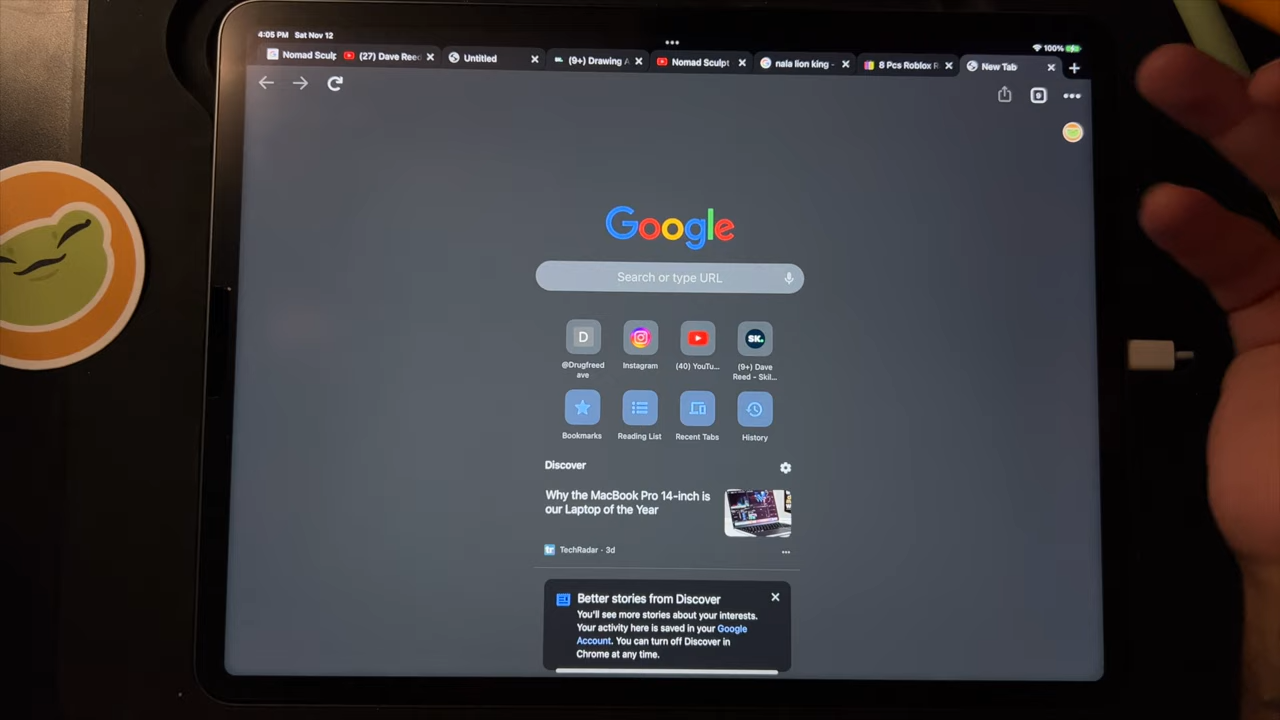 4:05 PM Sat Nov 12
100%
Nomad Sculp
(27) Dave Ree
Untitled
(9+) Drawing A
Nomad Sculpt
nala lion king -
8 Pcs Roblox R
New Tab
Google
Search or type URL
D
SK.
@Drugfreed
ave
Instagram
(40) YouTu...
(9+) Dave
Reed - Skil...
Bookmarks
Reading List
Recent Tabs
History
Discover
Why the MacBook Pro 14-inch is
our Laptop of the Year
tr
TechRadar · 3d
Better stories from Discover
You'll see more stories about your interests.
Your activity here is saved in your Google
Account. You can turn off Discover in
Chrome at any time.